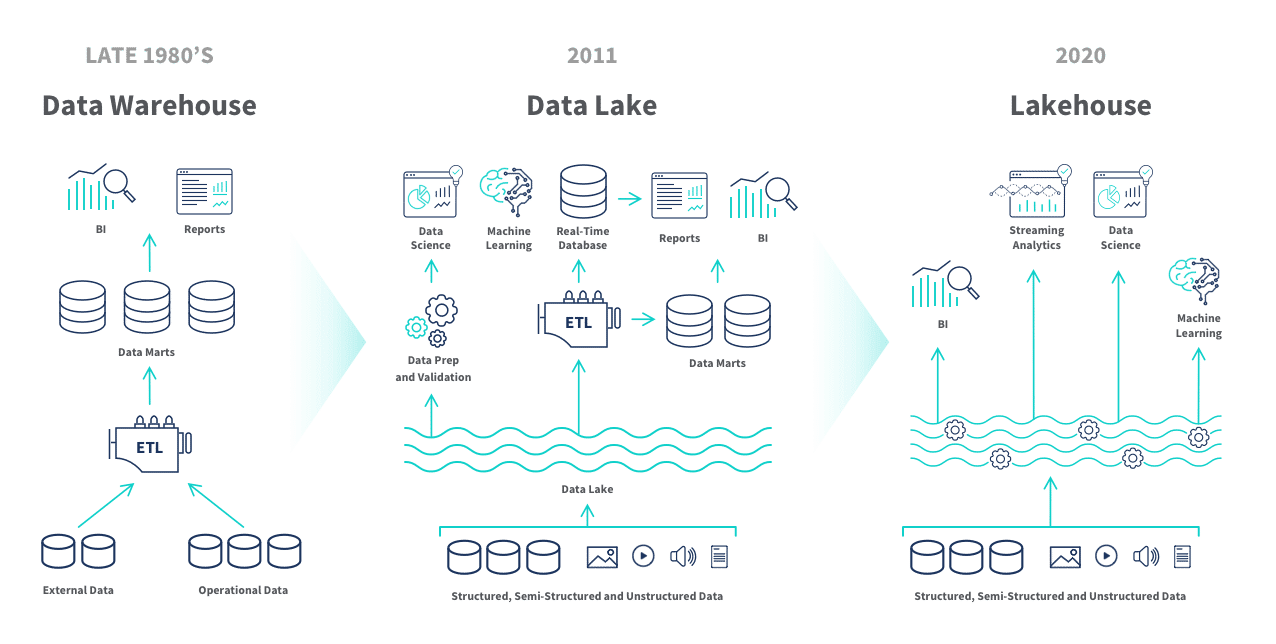 LATE 1980’S
Data Warehouse
BI
Reports
Data Marts
ETL
External Data
Operational Data
2011
Data Lake
Data
Science
Machine
Learning
Real-Time
Database
Reports
BI
ETL
Data Prep
and Validation
Data Marts
Data Lake
Structured, Semi-Structured and Unstructured Data
2020
Lakehouse
Streaming
Analytics
Data
Science
BI
Machine
Learning
Structured, Semi-Structured and Unstructured Data